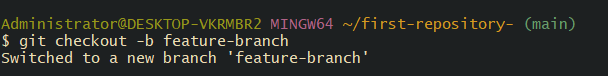 Administrator@DESKTOP-VKRMBR2 MINGW64 ~/first-repository- (main)
$ git checkout -b feature-branch
Switched to a new branch 'feature-branch'